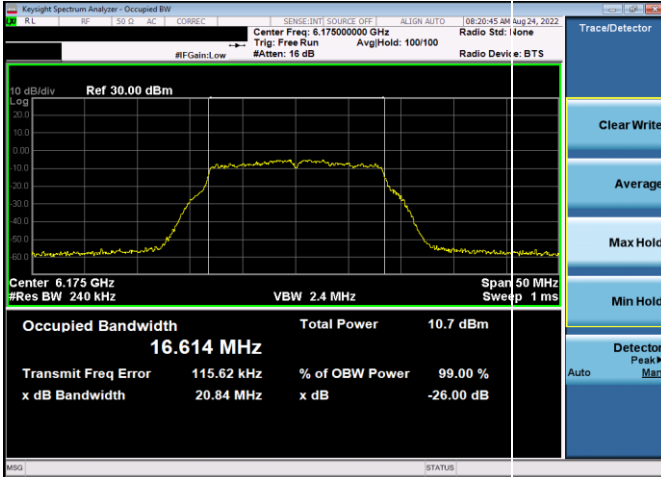 Keysight Spectrum Analyzer - Occupied BW
RL RF 50 Ω AC CORREC SENSE:INT SOURCE OFF ALIGN AUTO 08:20:45 AM Aug 24, 2022
Center Freq: 6.175000000 GHz Radio Std: None
Trig: Free Run Avg|Hold: 100/100
#IFGain:Low #Atten: 16 dB Radio Device: BTS
Trace/Detector
10 dB/div Ref 30.00 dBm
Log
20.0
10.0
0.00
-10.0
-20.0
-30.0
-40.0
-50.0
-60.0
Center 6.175 GHz Span 50 MHz
#Res BW 240 kHz VBW 2.4 MHz Sweep 1 ms
Occupied Bandwidth Total Power 10.7 dBm
16.614 MHz
Transmit Freq Error 115.62 kHz % of OBW Power 99.00 %
x dB Bandwidth 20.84 MHz x dB -26.00 dB
Clear Write
Average
Max Hold
Min Hold
Detector
Peak
Auto Man
MSG STATUS